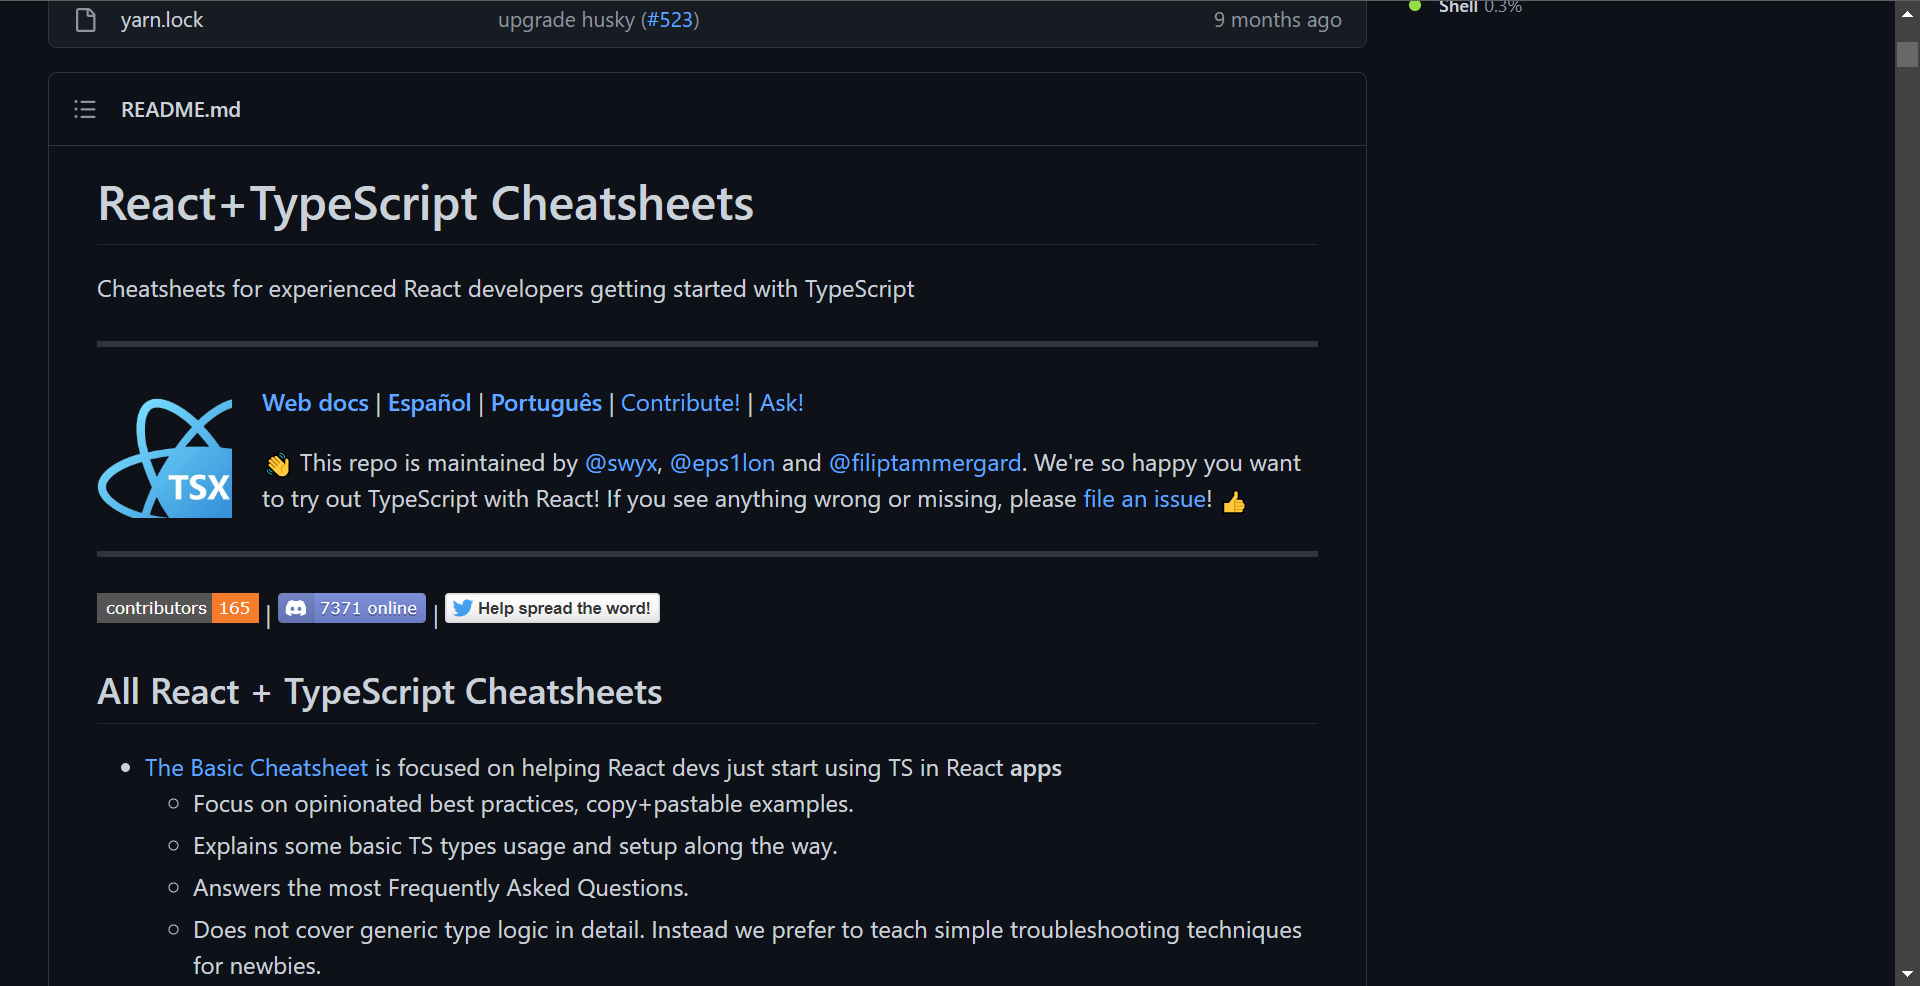 yarn.lock upgrade husky (#523) 9 months ago
Shell 0.3%
README.md
React+TypeScript Cheatsheets
Cheatsheets for experienced React developers getting started with TypeScript
TSX
Web docs | Español | Português | Contribute! | Ask!
👋 This repo is maintained by @swyx, @eps1lon and @filiptammergard. We're so happy you want
to try out TypeScript with React! If you see anything wrong or missing, please file an issue! 👍
contributors 165 | 7371 online | Help spread the word!
All React + TypeScript Cheatsheets
• The Basic Cheatsheet is focused on helping React devs just start using TS in React apps
○ Focus on opinionated best practices, copy+pastable examples.
○ Explains some basic TS types usage and setup along the way.
○ Answers the most Frequently Asked Questions.
○ Does not cover generic type logic in detail. Instead we prefer to teach simple troubleshooting techniques
for newbies.